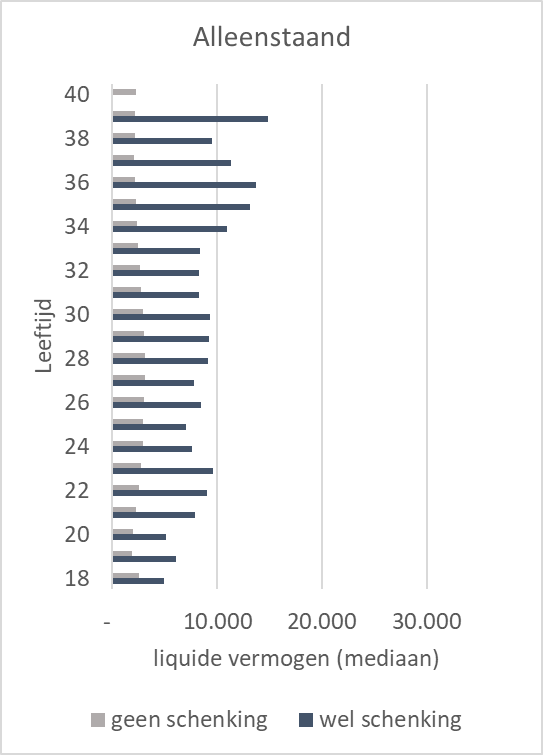 Alleenstaand
40
38
36
34
32
30
28
26
24
22
20
18
Leeftijd
- 10.000 20.000 30.000
liquide vermogen (mediaan)
geen schenking wel schenking